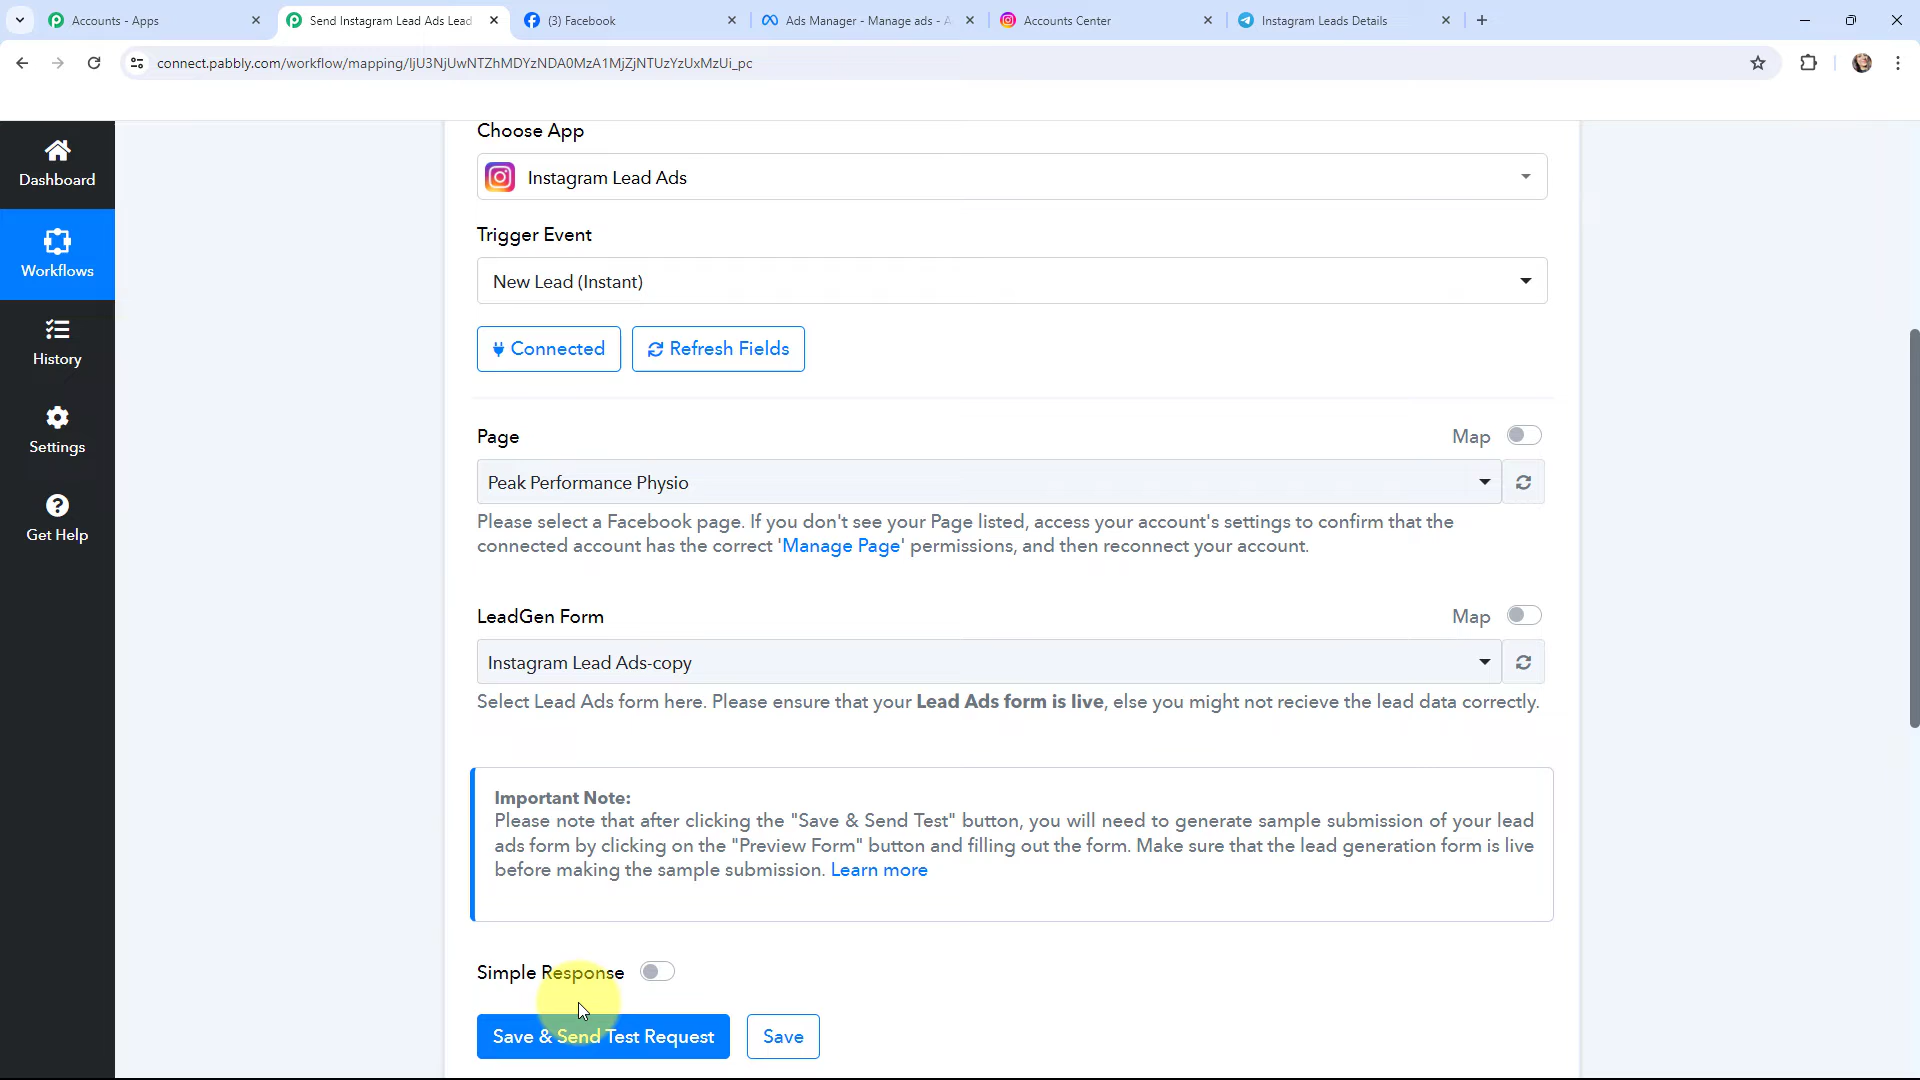 Accounts - Apps
Send Instagram Lead Ads Lead
(3) Facebook
Ads Manager - Manage ads - A
Accounts Center
Instagram Leads Details
connect.pabbly.com/workflow/mapping/IjU3NjUwNTZhMDYzNDA0MzA1MjZjNTUzYzUxMzUi_pc
Dashboard
Workflows
History
Settings
Get Help
Choose App
Instagram Lead Ads
Trigger Event
New Lead (Instant)
Connected
Refresh Fields
Page
Map
Peak Performance Physio
Please select a Facebook page. If you don't see your Page listed, access your account's settings to confirm that the
connected account has the correct 'Manage Page' permissions, and then reconnect your account.
LeadGen Form
Map
Instagram Lead Ads-copy
Select Lead Ads form here. Please ensure that your Lead Ads form is live, else you might not recieve the lead data correctly.
Important Note:
Please note that after clicking the "Save & Send Test" button, you will need to generate sample submission of your lead
ads form by clicking on the "Preview Form" button and filling out the form. Make sure that the lead generation form is live
before making the sample submission. Learn more
Simple Response
Save & Send Test Request
Save